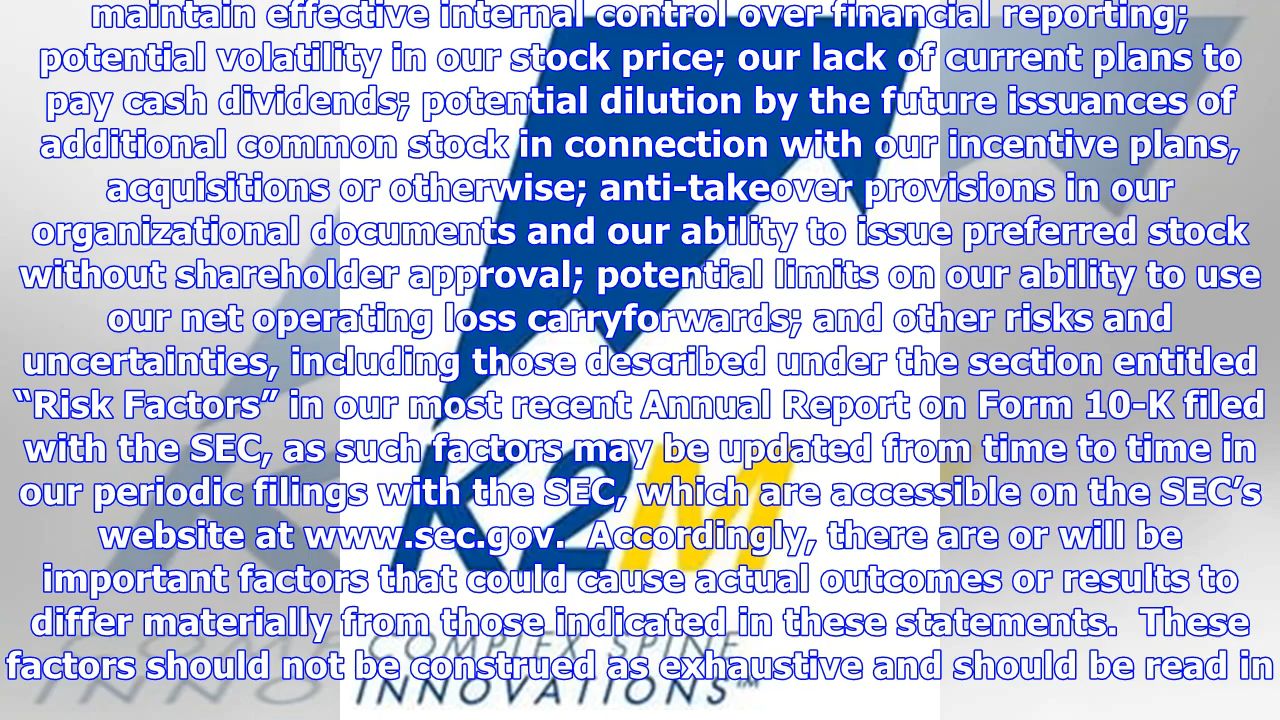 maintain effective internal control over financial reporting;
potential volatility in our stock price; our lack of current plans to
pay cash dividends; potential dilution by the future issuances of
additional common stock in connection with our incentive plans,
acquisitions or otherwise; anti-takeover provisions in our
organizational documents and our ability to issue preferred stock
without shareholder approval; potential limits on our ability to use
our net operating loss carryforwards; and other risks and
uncertainties, including those described under the section entitled
“Risk Factors” in our most recent Annual Report on Form 10-K filed
with the SEC, as such factors may be updated from time to time in
our periodic filings with the SEC, which are accessible on the SEC’s
website at www.sec.gov.  Accordingly, there are or will be
important factors that could cause actual outcomes or results to
differ materially from those indicated in these statements.  These
factors should not be construed as exhaustive and should be read in
K2M
COMPLEX SPINE
INNOVATIONS™